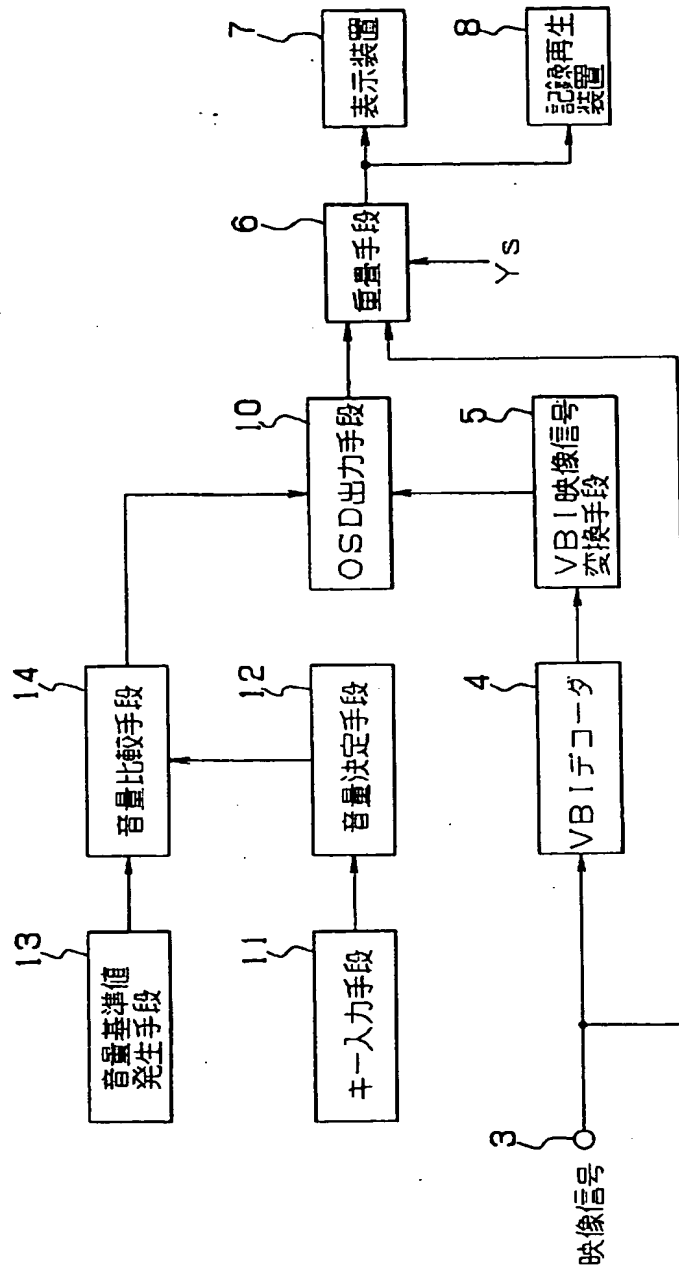 13
音量基準値
発生手段
14
音量比較手段
11
キー入力手段
12
音量決定手段
10
OSD出力手段
6
重畳手段
Ys
7
表示装置
8
記録再生
装置
3
映像信号
4
VBIデコーダ
5
VBI映像信号
変換手段